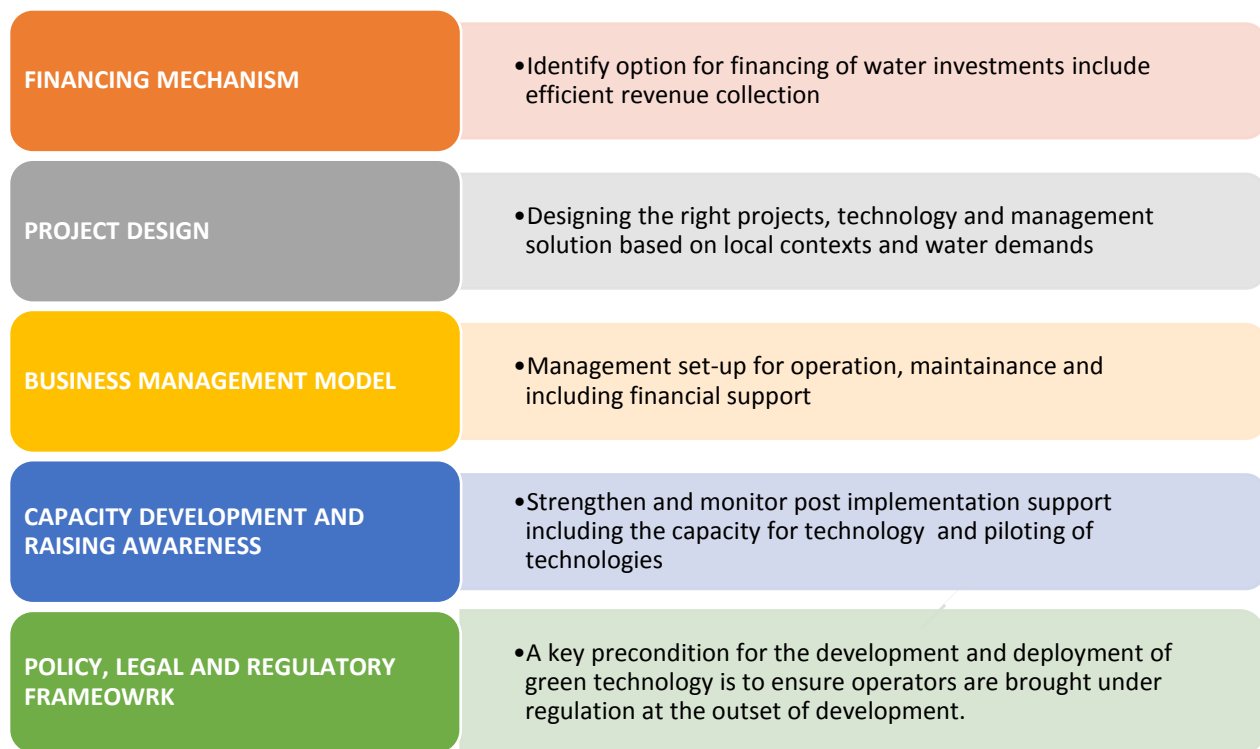 FINANCING MECHANISM
•Identify option for financing of water investments include
efficient revenue collection
PROJECT DESIGN
•Designing the right projects, technology and management
solution based on local contexts and water demands
BUSINESS MANAGEMENT MODEL
•Management set-up for operation, maintainance and
including financial support
CAPACITY DEVELOPMENT AND
RAISING AWARENESS
•Strengthen and monitor post implementation support
including the capacity for technology and piloting of
technologies
POLICY, LEGAL AND REGULATORY
FRAMEOWRK
•A key precondition for the development and deployment of
green technology is to ensure operators are brought under
regulation at the outset of development.